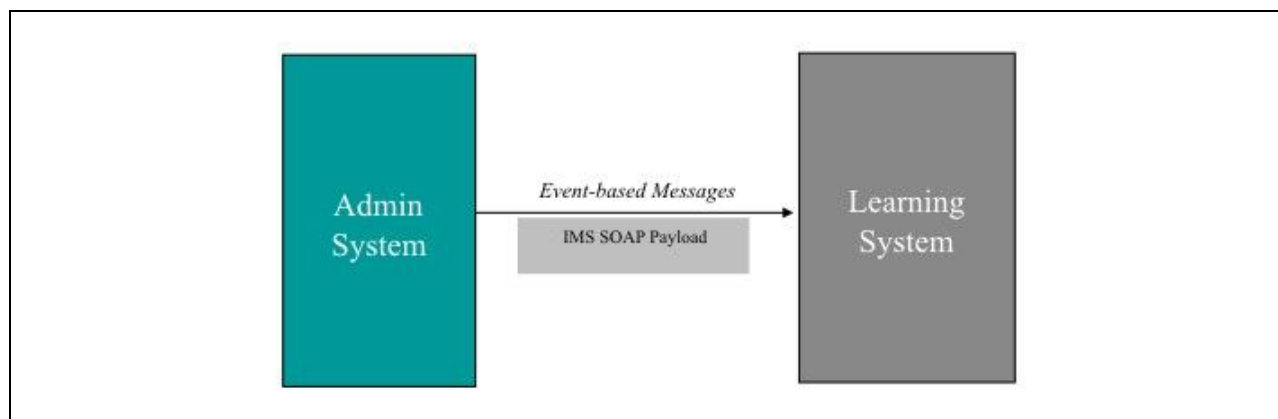 Admin
System
Event-based Messages
IMS SOAP Payload
Learning
System